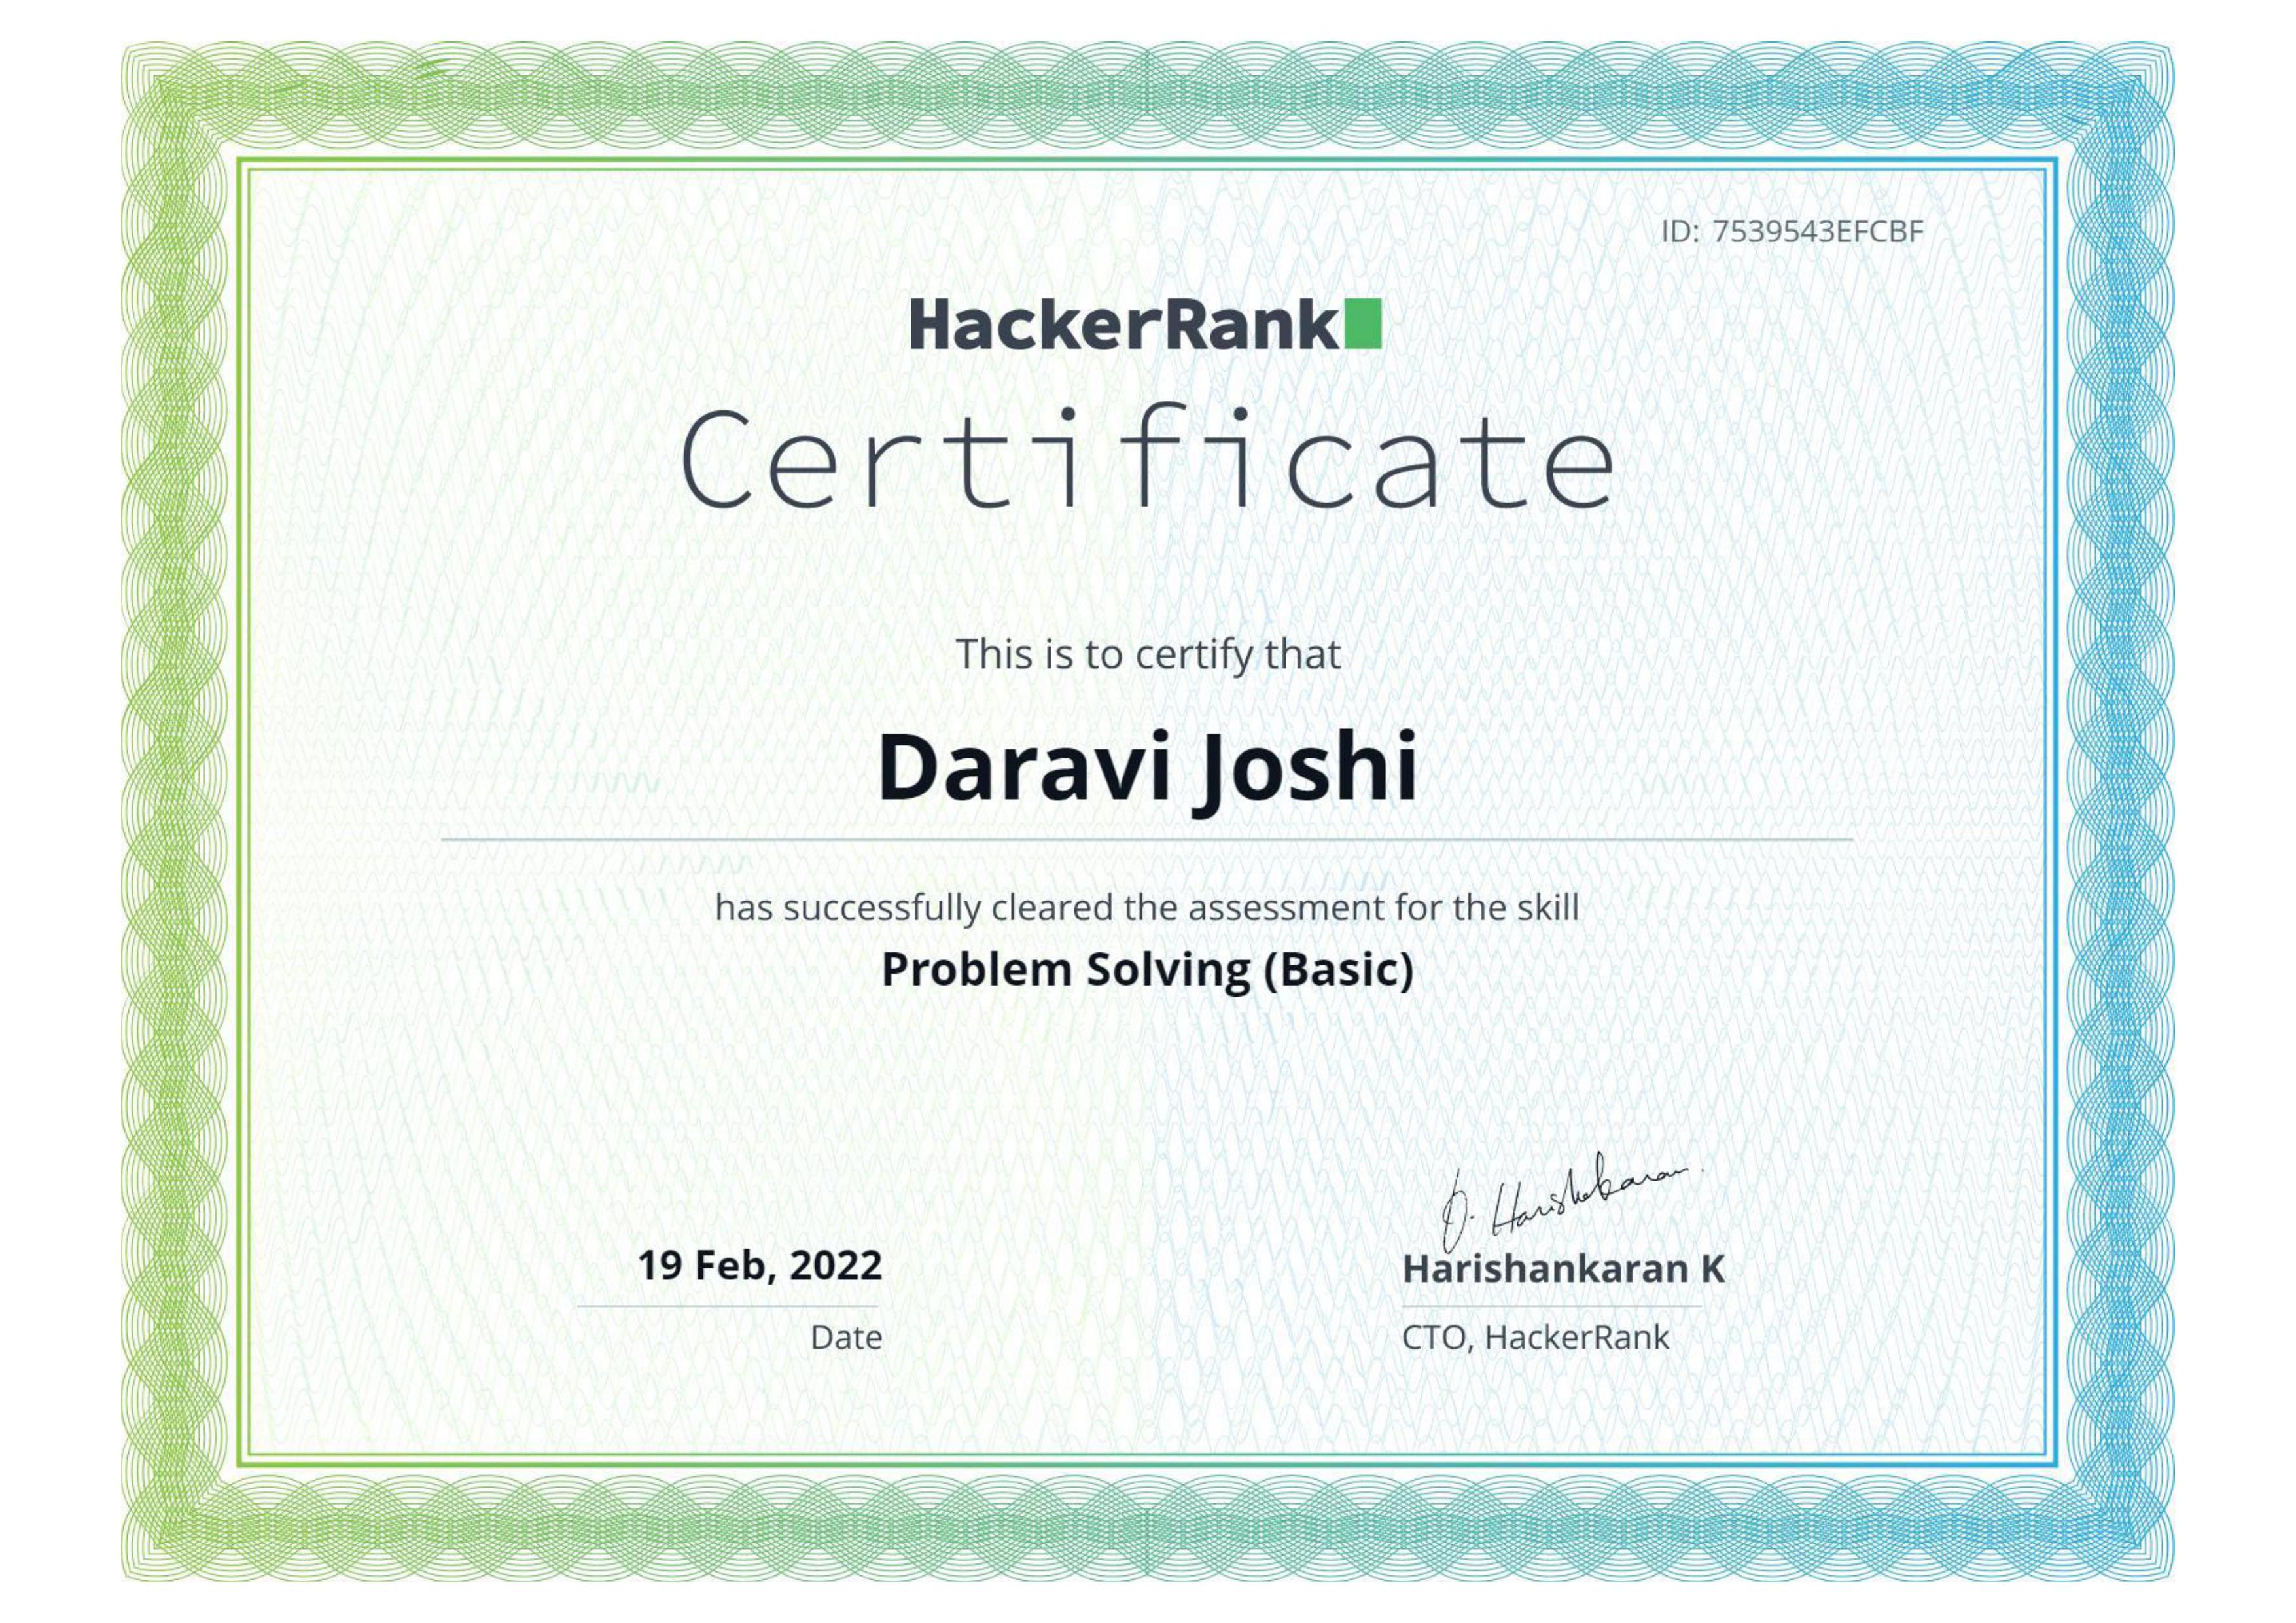 ID: 7539543EFCBF
HackerRank
Certificate
This is to certify that
Daravi Joshi
has successfully cleared the assessment for the skill
Problem Solving (Basic)
19 Feb, 2022
Date
Harishankaran K
CTO, HackerRank